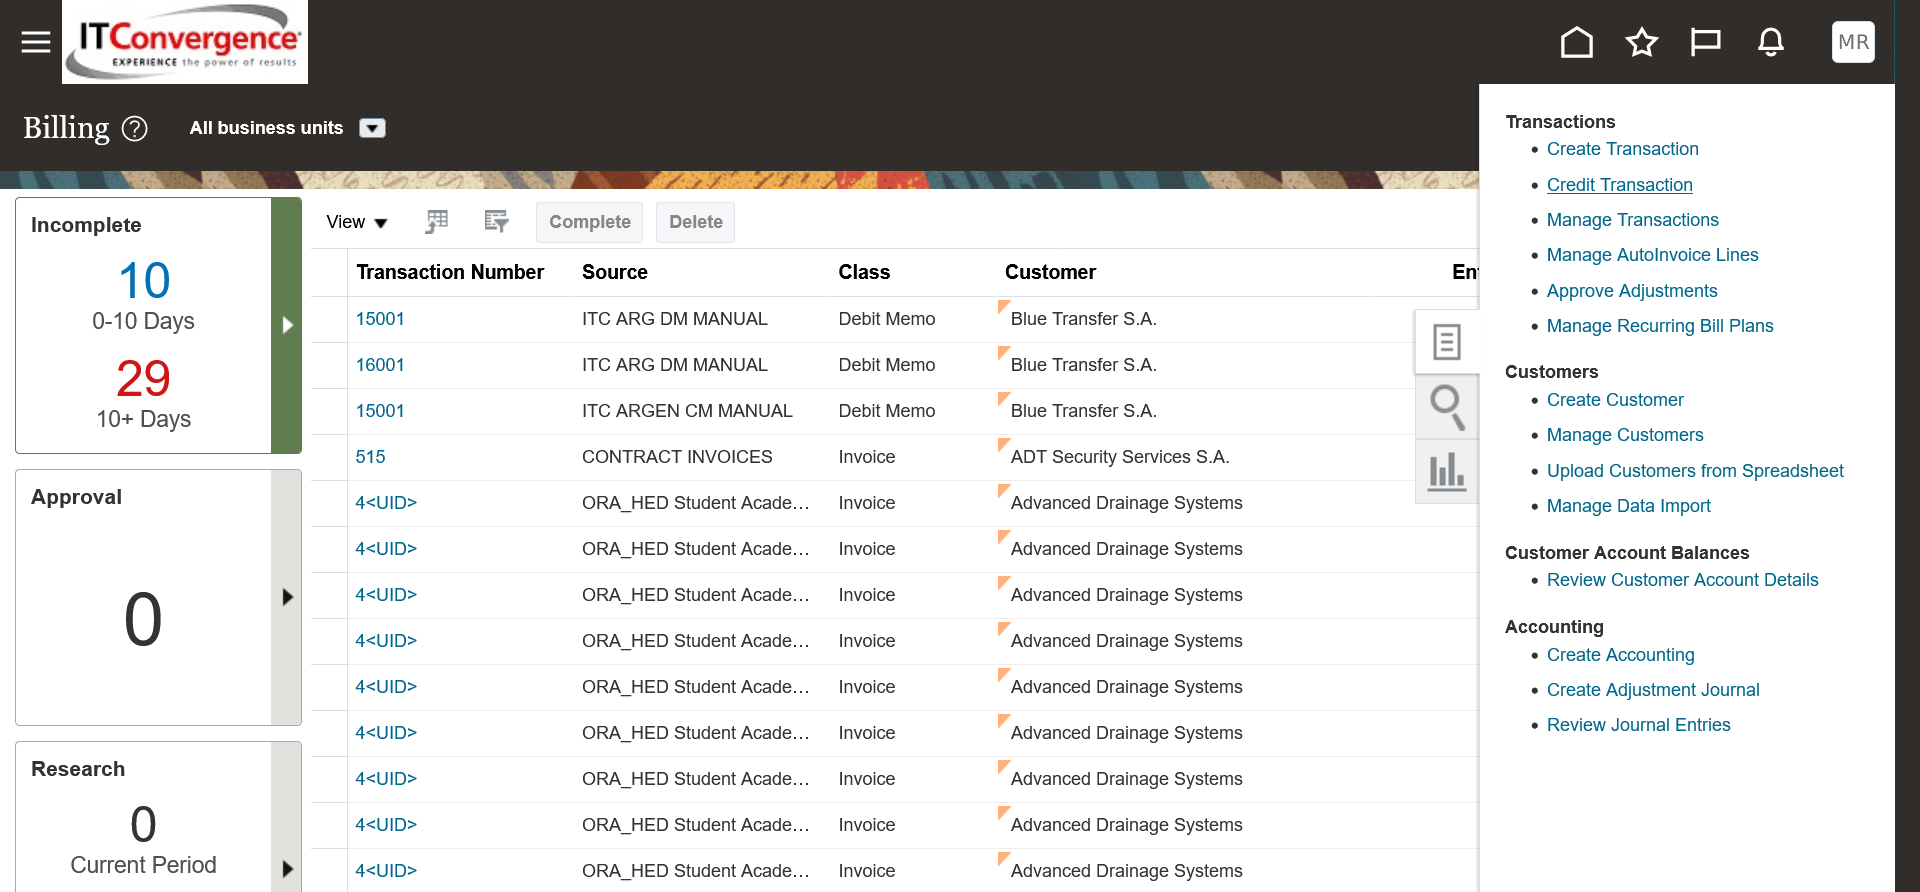 ITConvergence
EXPERIENCE the power of results
MR
Billing ?
All business units
Incomplete
10
0-10 Days
29
10+ Days
Approval
0
Research
0
Current Period
View
Complete
Delete
Transaction Number Source Class Customer Ent
15001 ITC ARG DM MANUAL Debit Memo Blue Transfer S.A.
16001 ITC ARG DM MANUAL Debit Memo Blue Transfer S.A.
15001 ITC ARGEN CM MANUAL Debit Memo Blue Transfer S.A.
515 CONTRACT INVOICES Invoice ADT Security Services S.A.
4<UID> ORA_HED Student Acade... Invoice Advanced Drainage Systems
4<UID> ORA_HED Student Acade... Invoice Advanced Drainage Systems
4<UID> ORA_HED Student Acade... Invoice Advanced Drainage Systems
4<UID> ORA_HED Student Acade... Invoice Advanced Drainage Systems
4<UID> ORA_HED Student Acade... Invoice Advanced Drainage Systems
4<UID> ORA_HED Student Acade... Invoice Advanced Drainage Systems
4<UID> ORA_HED Student Acade... Invoice Advanced Drainage Systems
4<UID> ORA_HED Student Acade... Invoice Advanced Drainage Systems
4<UID> ORA_HED Student Acade... Invoice Advanced Drainage Systems
Transactions
• Create Transaction
• Credit Transaction
• Manage Transactions
• Manage AutoInvoice Lines
• Approve Adjustments
• Manage Recurring Bill Plans
Customers
• Create Customer
• Manage Customers
• Upload Customers from Spreadsheet
• Manage Data Import
Customer Account Balances
• Review Customer Account Details
Accounting
• Create Accounting
• Create Adjustment Journal
• Review Journal Entries